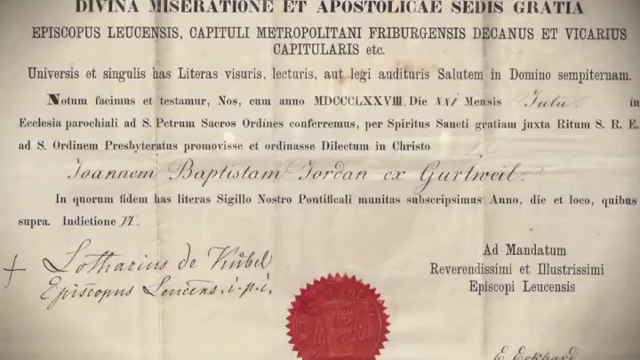 DIVINA MISERATIONE ET APOSTOLICAE SEDIS GRATIA
EPISCOPUS LEUCENSIS, CAPITULI METROPOLITANI FRIBURGENSIS DECANUS ET VICARIUS
CAPITULARIS etc.
Universis et singulis has Literas visuris, lecturis, aut legi audituris Salutem in Domino sempiternam.
Notum facimus et testamur, Nos, cum anno MDCCCLXXVIII. Die XXI Mensis Julii in
Ecclesia parochiali ad S. Petrum Sacros Ordines conferremus, per Spiritus Sancti gratiam juxta Ritum S. R. E.
ad S. Ordinem Presbyteratus promovisse et ordinasse Dilectum in Christo
Joannem Baptistam Jordan ex Gurtweil.
In quorum fidem has literas Sigillo Nostro Pontificali munitas subscripsimus Anno, die et loco, quibus
supra. Indictione VI.
Lotharius de Kübel
Episcopus Leucens. i. p. i.
Ad Mandatum
Reverendissimi et Illustrissimi
Episcopi Leucensis
E. Eckhard